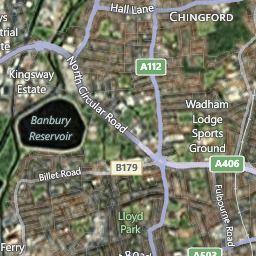 Hall Lane
CHINGFORD
A112
Kingsway
Estate
North Circular Road
Wadham
Lodge
Sports
Ground
Banbury
Reservoir
B179
A406
Billet Road
Fulbourne Road
Lloyd
Park
Ferry
A503